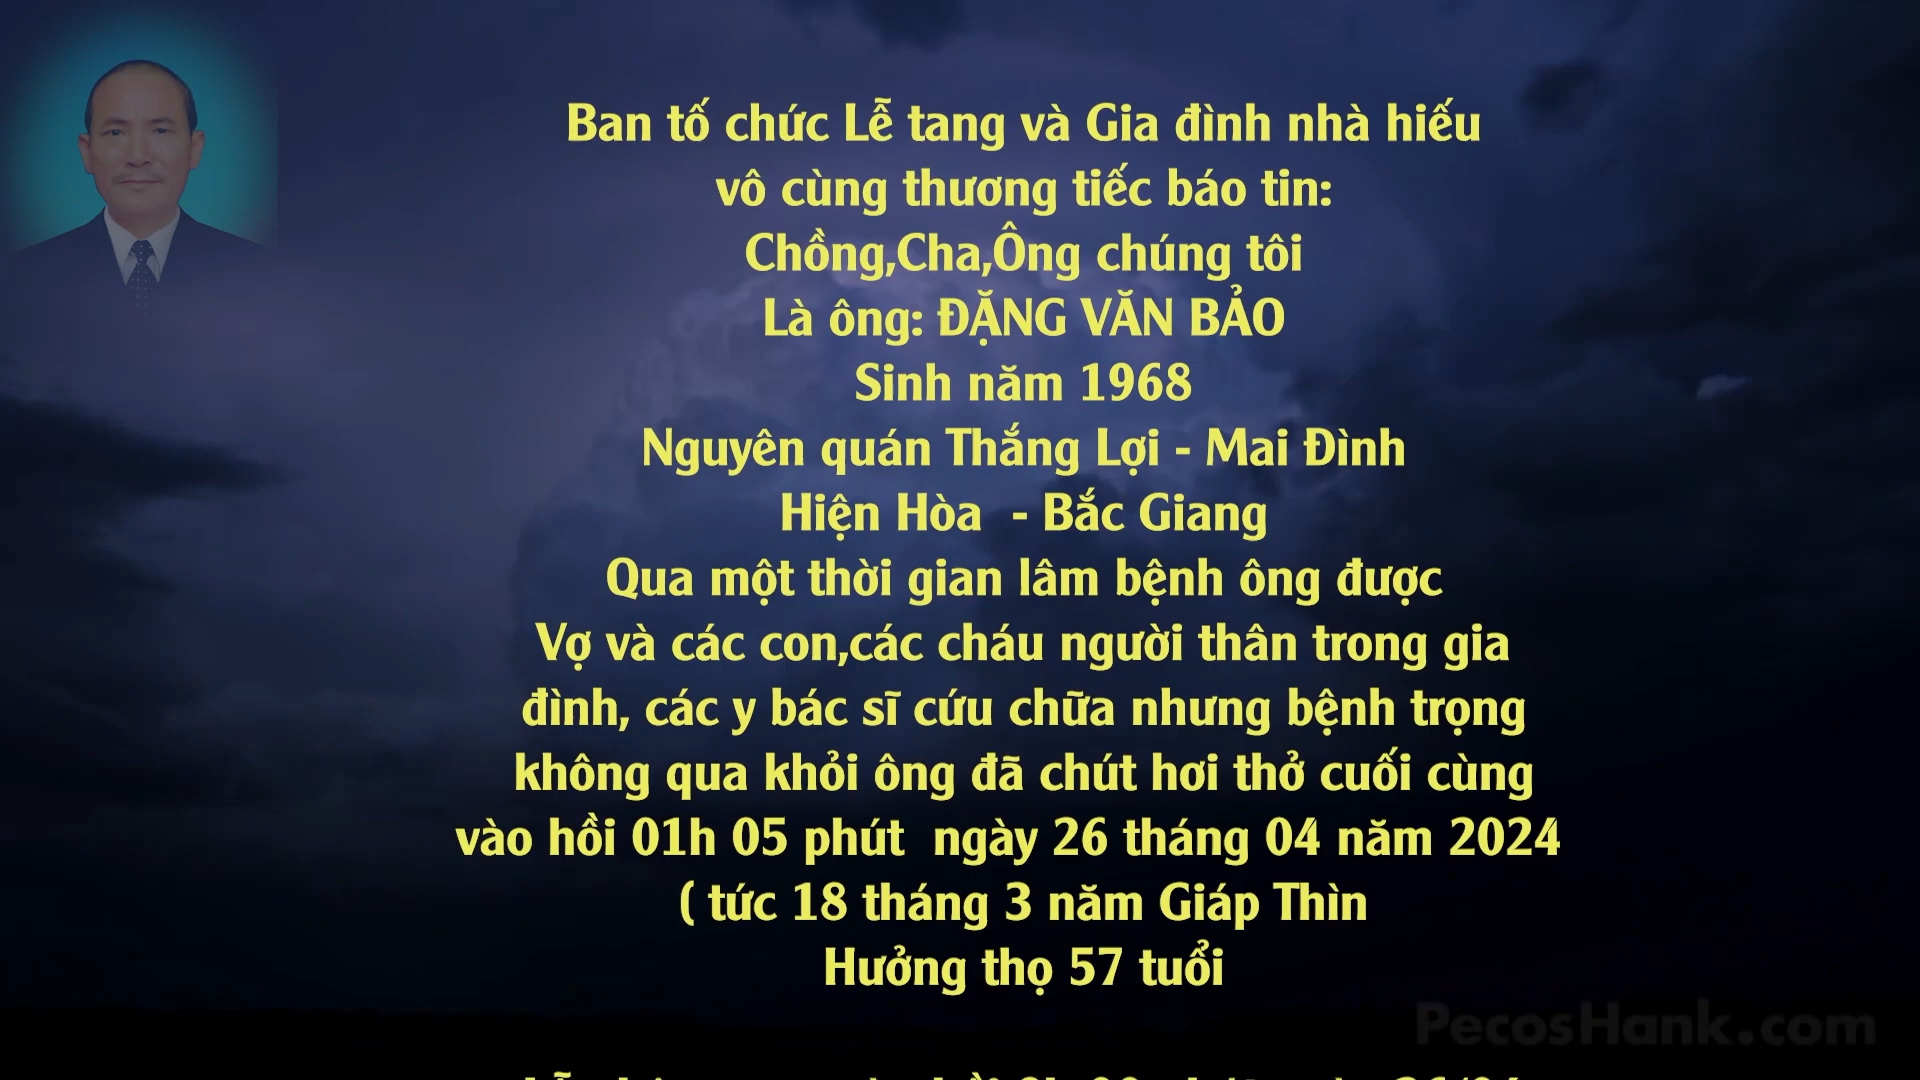 Ban tố chức Lễ tang và Gia đình nhà hiếu
vô cùng thương tiếc báo tin:
Chồng,Cha,Ông chúng tôi
Là ông: ĐẶNG VĂN BẢO
Sinh năm 1968
Nguyên quán Thắng Lợi - Mai Đình
Hiện Hòa  - Bắc Giang
Qua một thời gian lâm bệnh ông được
Vợ và các con,các cháu người thân trong gia
đình, các y bác sĩ cứu chữa nhưng bệnh trọng
không qua khỏi ông đã chút hơi thở cuối cùng
vào hồi 01h 05 phút  ngày 26 tháng 04 năm 2024
( tức 18 tháng 3 năm Giáp Thìn
Hưởng thọ 57 tuổi
PecosHank.com